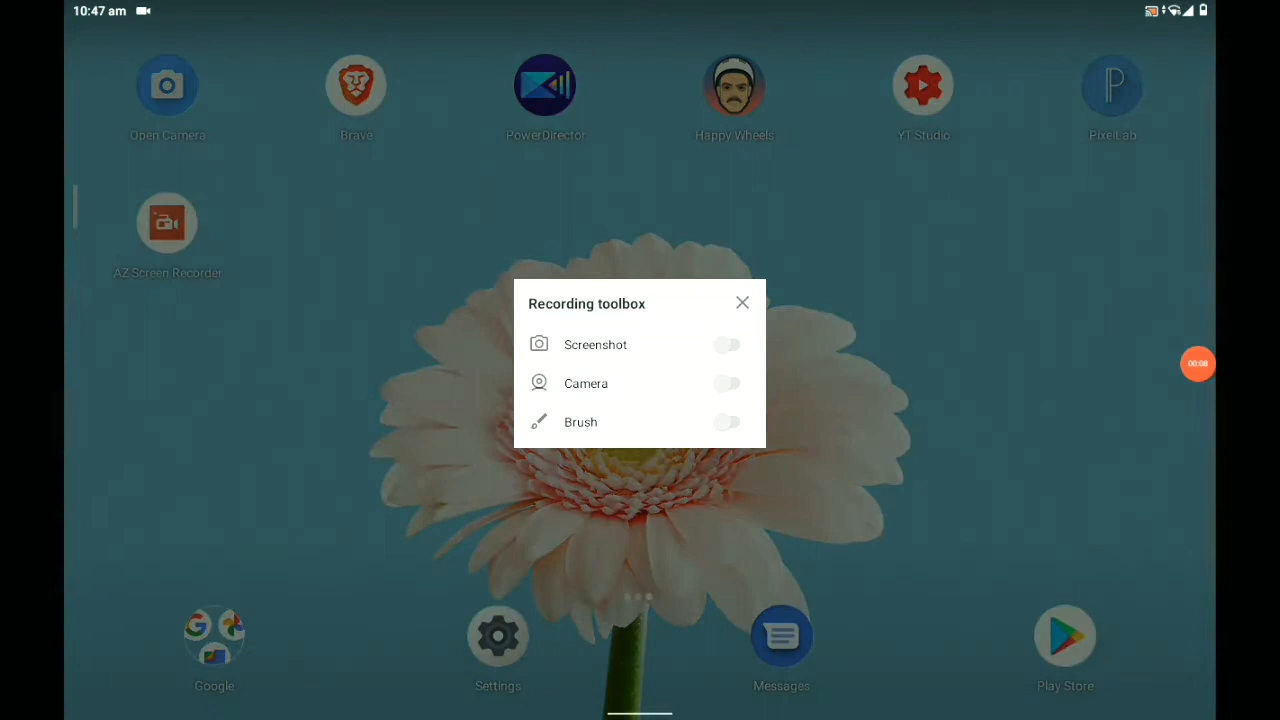 10:47 am
Open Camera
Brave
PowerDirector
Happy Wheels
YT Studio
PixelLab
AZ Screen Recorder
Recording toolbox
Screenshot
Camera
Brush
00:08
Google
Settings
Messages
Play Store